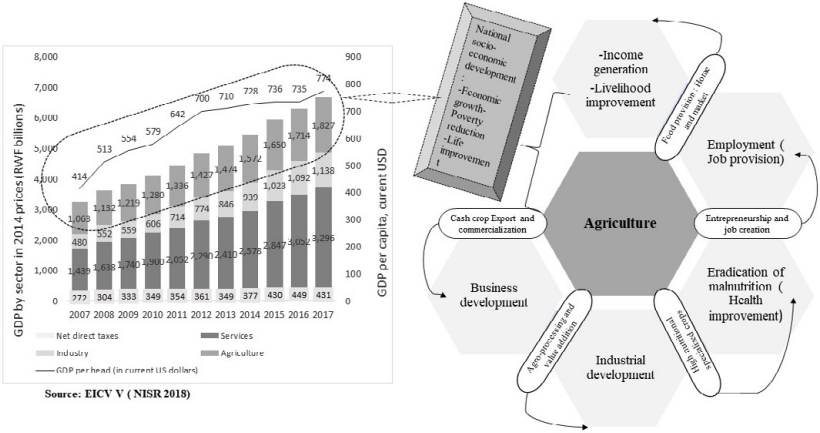 GDP by sector in 2014 prices (RWF billions)
8,000
7,000
6,000
5,000
4,000
3,000
2,000
1,000
0
900
800
700
600
500
400
300
200
100
0
GDP per capita, current USD
414 513 554 579 642 700 710 728 736 735 774
1,063 1,132 1,219 1,280 1,336 1,427 1,474 1,572 1,650 1,714 1,827
480 552 559 606 714 774 846 939 1,023 1,092 1,138
1,439 1,638 1,740 1,900 2,052 2,290 2,410 2,578 2,847 3,052 3,296
277 304 333 349 354 361 349 377 430 449 431
2007 2008 2009 2010 2011 2012 2013 2014 2015 2016 2017
Net direct taxes
Services
Industry
Agriculture
GDP per head (in current US dollars)
Source: EICV V ( NISR 2018)
National
socio-
economic
development
:
-Economic
growth-
Poverty
reduction
-Life
improvemen
t
-Income
generation
-Livelihood
improvement
Food provision : Home
and market
Employment (
Job provision)
Cash crop Export and
commercialization
Agriculture
Entrepreneurship and
job creation
Business
development
Eradication of
malnutrition (
Health
improvement)
Agro-processing and
value addition
High nutritional
specialised crops
Industrial
development